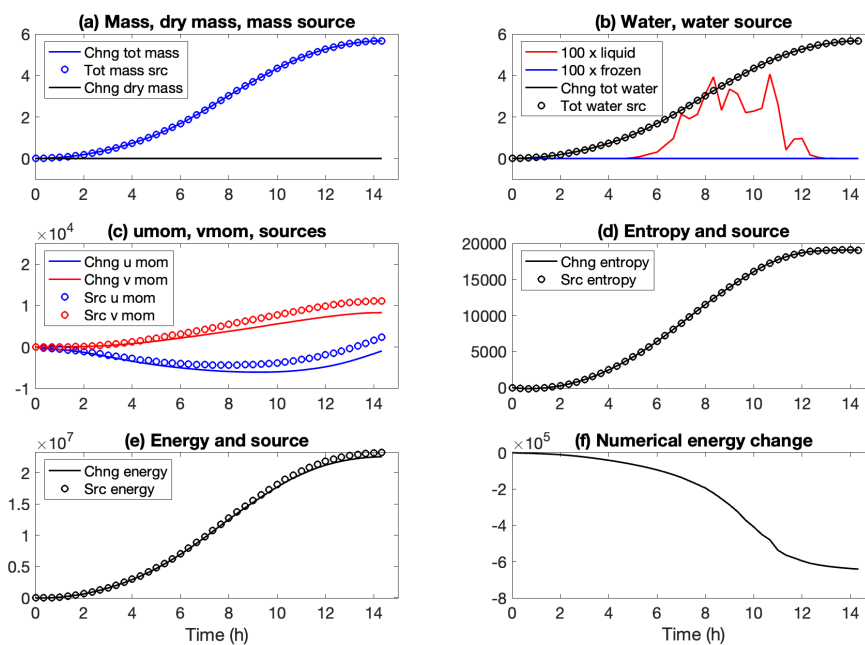 (a) Mass, dry mass, mass source
6
4
2
0
Chng tot mass
Tot mass src
Chng dry mass
0 2 4 6 8 10 12 14
(b) Water, water source
6
4
2
0
100 x liquid
100 x frozen
Chng tot water
Tot water src
0 2 4 6 8 10 12 14
(c) umom, vmom, sources
×10^4
2
1
0
-1
Chng u mom
Chng v mom
Src u mom
Src v mom
0 2 4 6 8 10 12 14
(d) Entropy and source
20000
15000
10000
5000
0
Chng entropy
Src entropy
0 2 4 6 8 10 12 14
(e) Energy and source
×10^7
2
1.5
1
0.5
0
Chng energy
Src energy
0 2 4 6 8 10 12 14
Time (h)
(f) Numerical energy change
×10^5
0
-2
-4
-6
-8
0 2 4 6 8 10 12 14
Time (h)